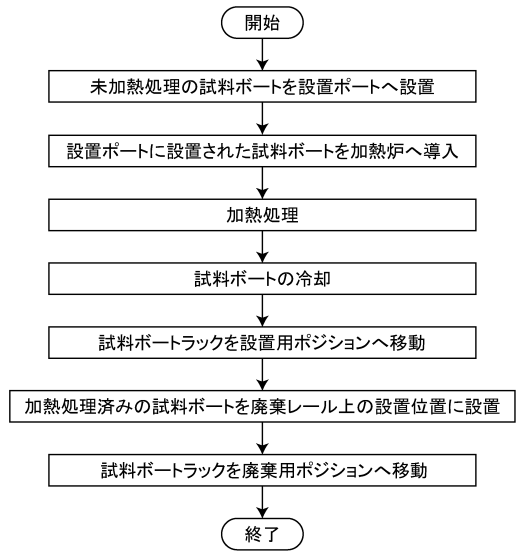 開始
未加熱処理の試料ボートを設置ポートへ設置
設置ポートに設置された試料ボートを加熱炉へ導入
加熱処理
試料ボートの冷却
試料ボートラックを設置用ポジションへ移動
加熱処理済みの試料ボートを廃棄レール上の設置位置に設置
試料ボートラックを廃棄用ポジションへ移動
終了